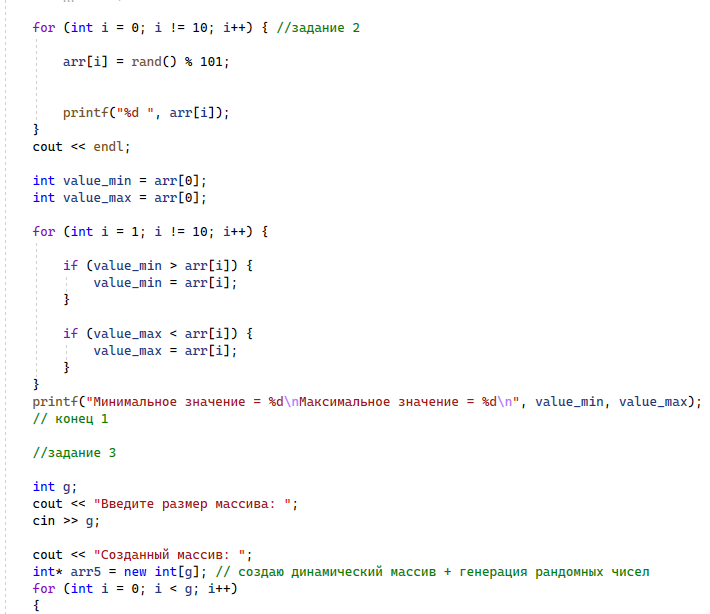 for (int i = 0; i != 10; i++) { //задание 2
arr[i] = rand() % 101;
printf("%d ", arr[i]);
}
cout << endl;
int value_min = arr[0];
int value_max = arr[0];
for (int i = 1; i != 10; i++) {
if (value_min > arr[i]) {
value_min = arr[i];
}
if (value_max < arr[i]) {
value_max = arr[i];
}
}
printf("Минимальное значение = %d\nМаксимальное значение = %d\n", value_min, value_max);
// конец 1
//задание 3
int g;
cout << "Введите размер массива: ";
cin >> g;
cout << "Созданный массив: ";
int* arr5 = new int[g]; // создаю динамический массив + генерация рандомных чисел
for (int i = 0; i < g; i++)
{